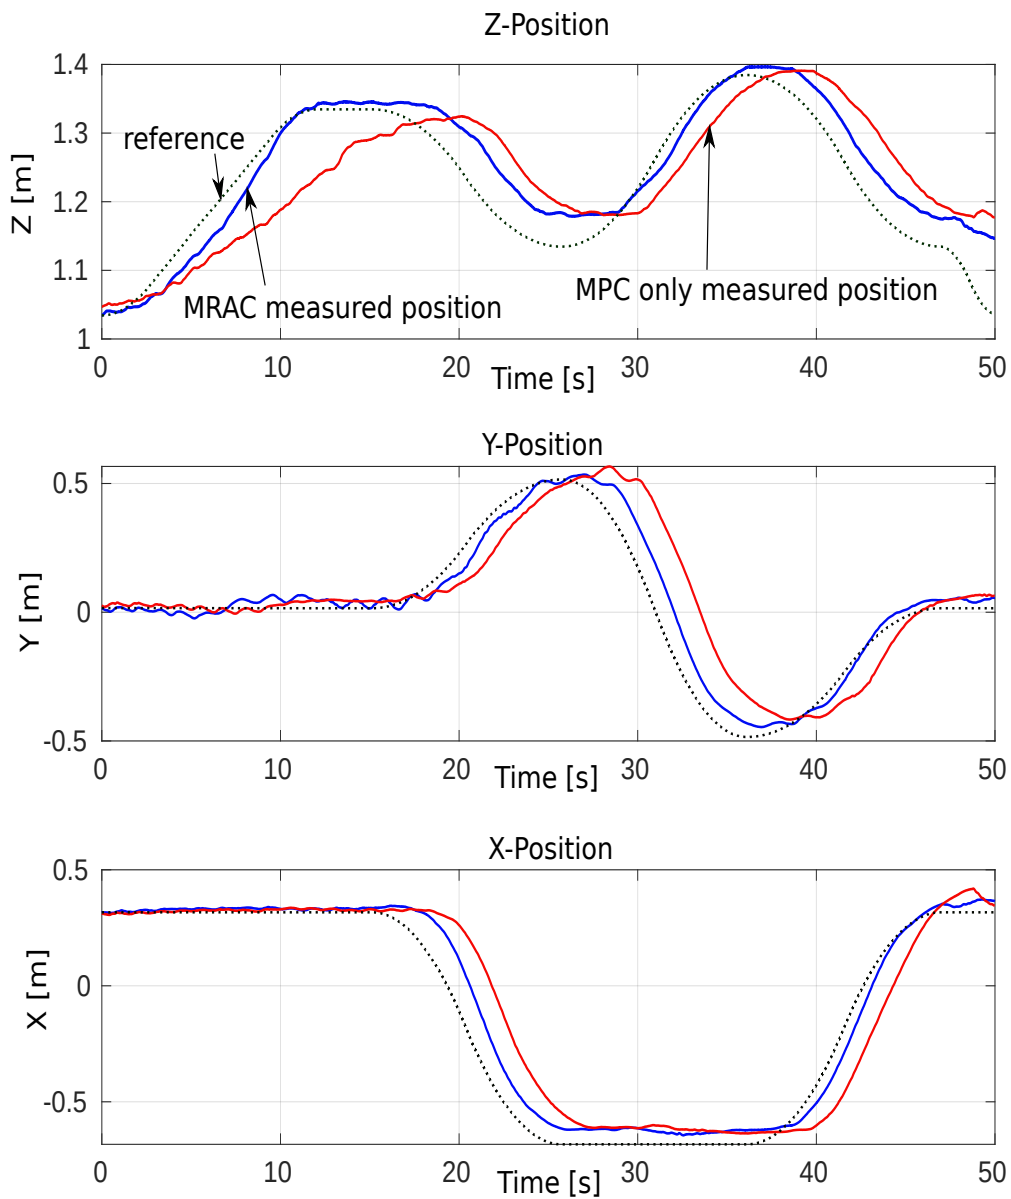 Z-Position
1.4
1.3
1.2
1.1
1
Z [m]
reference
MRAC measured position
MPC only measured position
0 10 20 30 40 50
Time [s]
Y-Position
0.5
0
-0.5
Y [m]
0 10 20 30 40 50
Time [s]
X-Position
0.5
0
-0.5
X [m]
0 10 20 30 40 50
Time [s]